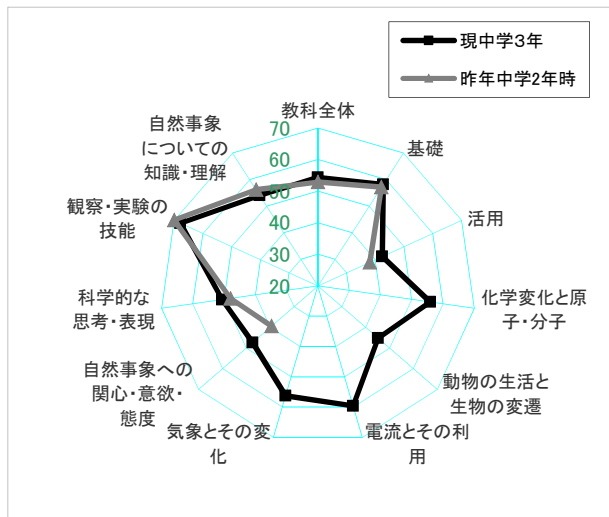 現中学3年
昨年中学2年時
教科全体
基礎
活用
化学変化と原
子・分子
動物の生活と
生物の変遷
電流とその利
用
気象とその変
化
自然事象への
関心・意欲・
態度
科学的な
思考・表現
観察・実験の
技能
自然事象
についての
知識・理解
70
60
50
40
30
20